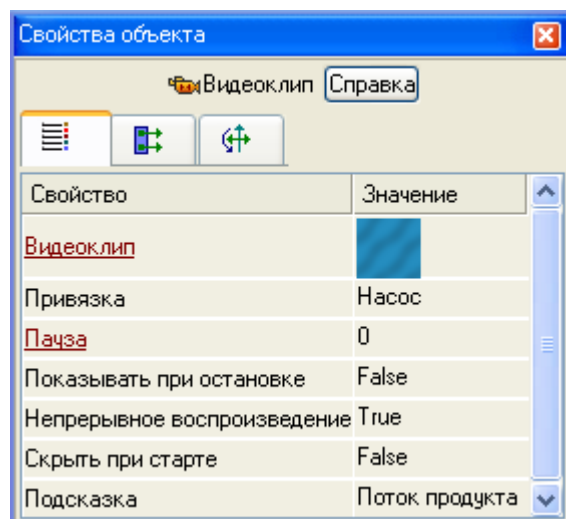 Свойства объекта
Видеоклип Справка
Свойство Значение
Видеоклип
Привязка Насос
Пауза 0
Показывать при остановке False
Непрерывное воспроизведение True
Скрыть при старте False
Подсказка Поток продукта